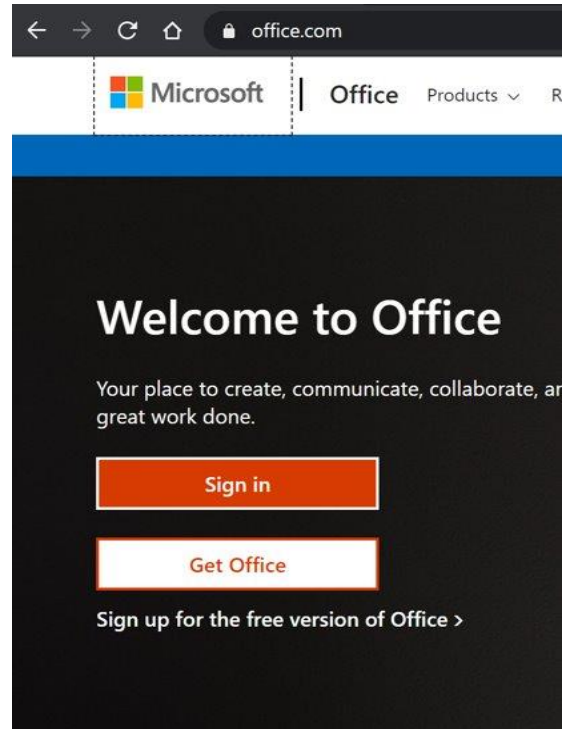 office.com
Microsoft Office Products R
Welcome to Office
Your place to create, communicate, collaborate, an
great work done.
Sign in
Get Office
Sign up for the free version of Office >